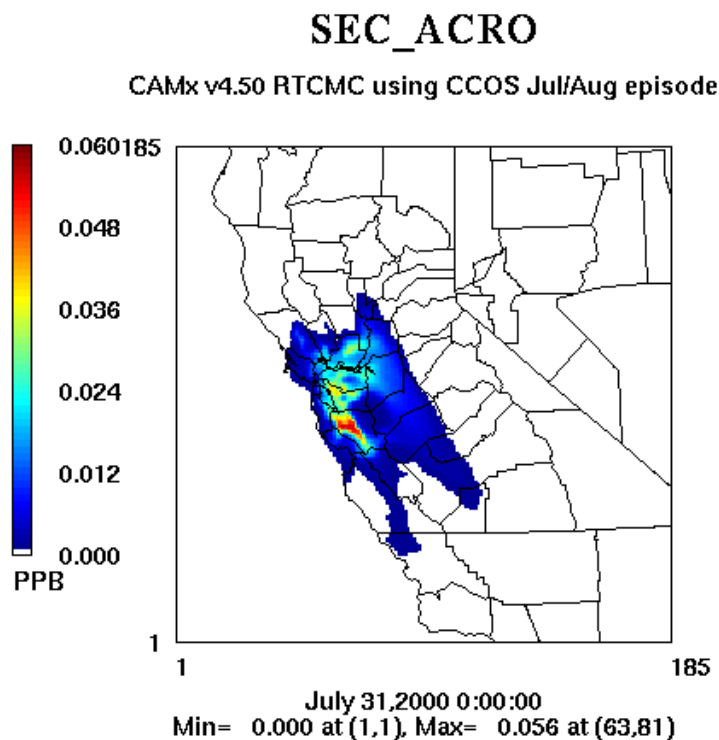 SEC_ACRO
CAMx v4.50 RTCMC using CCOS Jul/Aug episode
0.060
185
0.048
0.036
0.024
0.012
0.000
PPB
1
1
185
July 31,2000 0:00:00
Min= 0.000 at (1,1), Max= 0.056 at (63,81)